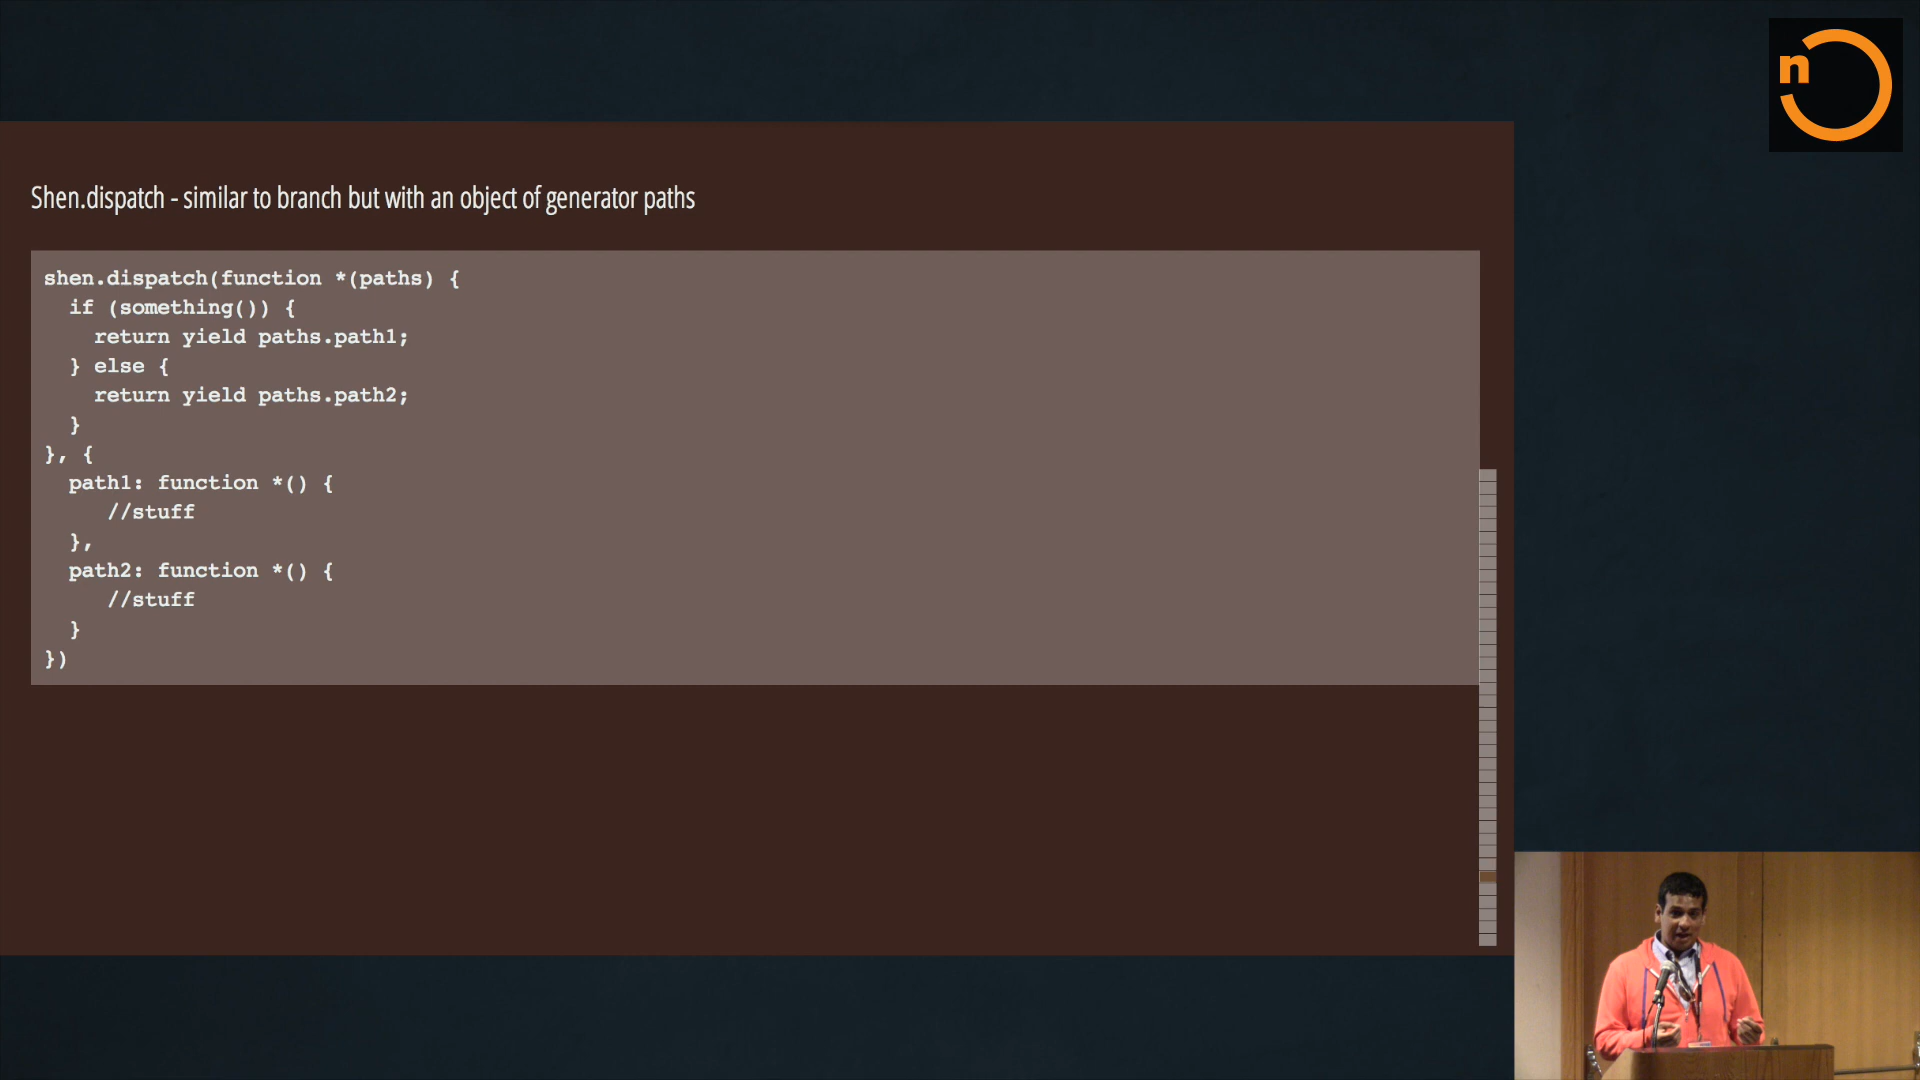 n
Shen.dispatch - similar to branch but with an object of generator paths
shen.dispatch(function *(paths) {
  if (something()) {
    return yield paths.path1;
  } else {
    return yield paths.path2;
  }
}, {
  path1: function *() {
     //stuff
  },
  path2: function *() {
     //stuff
  }
})